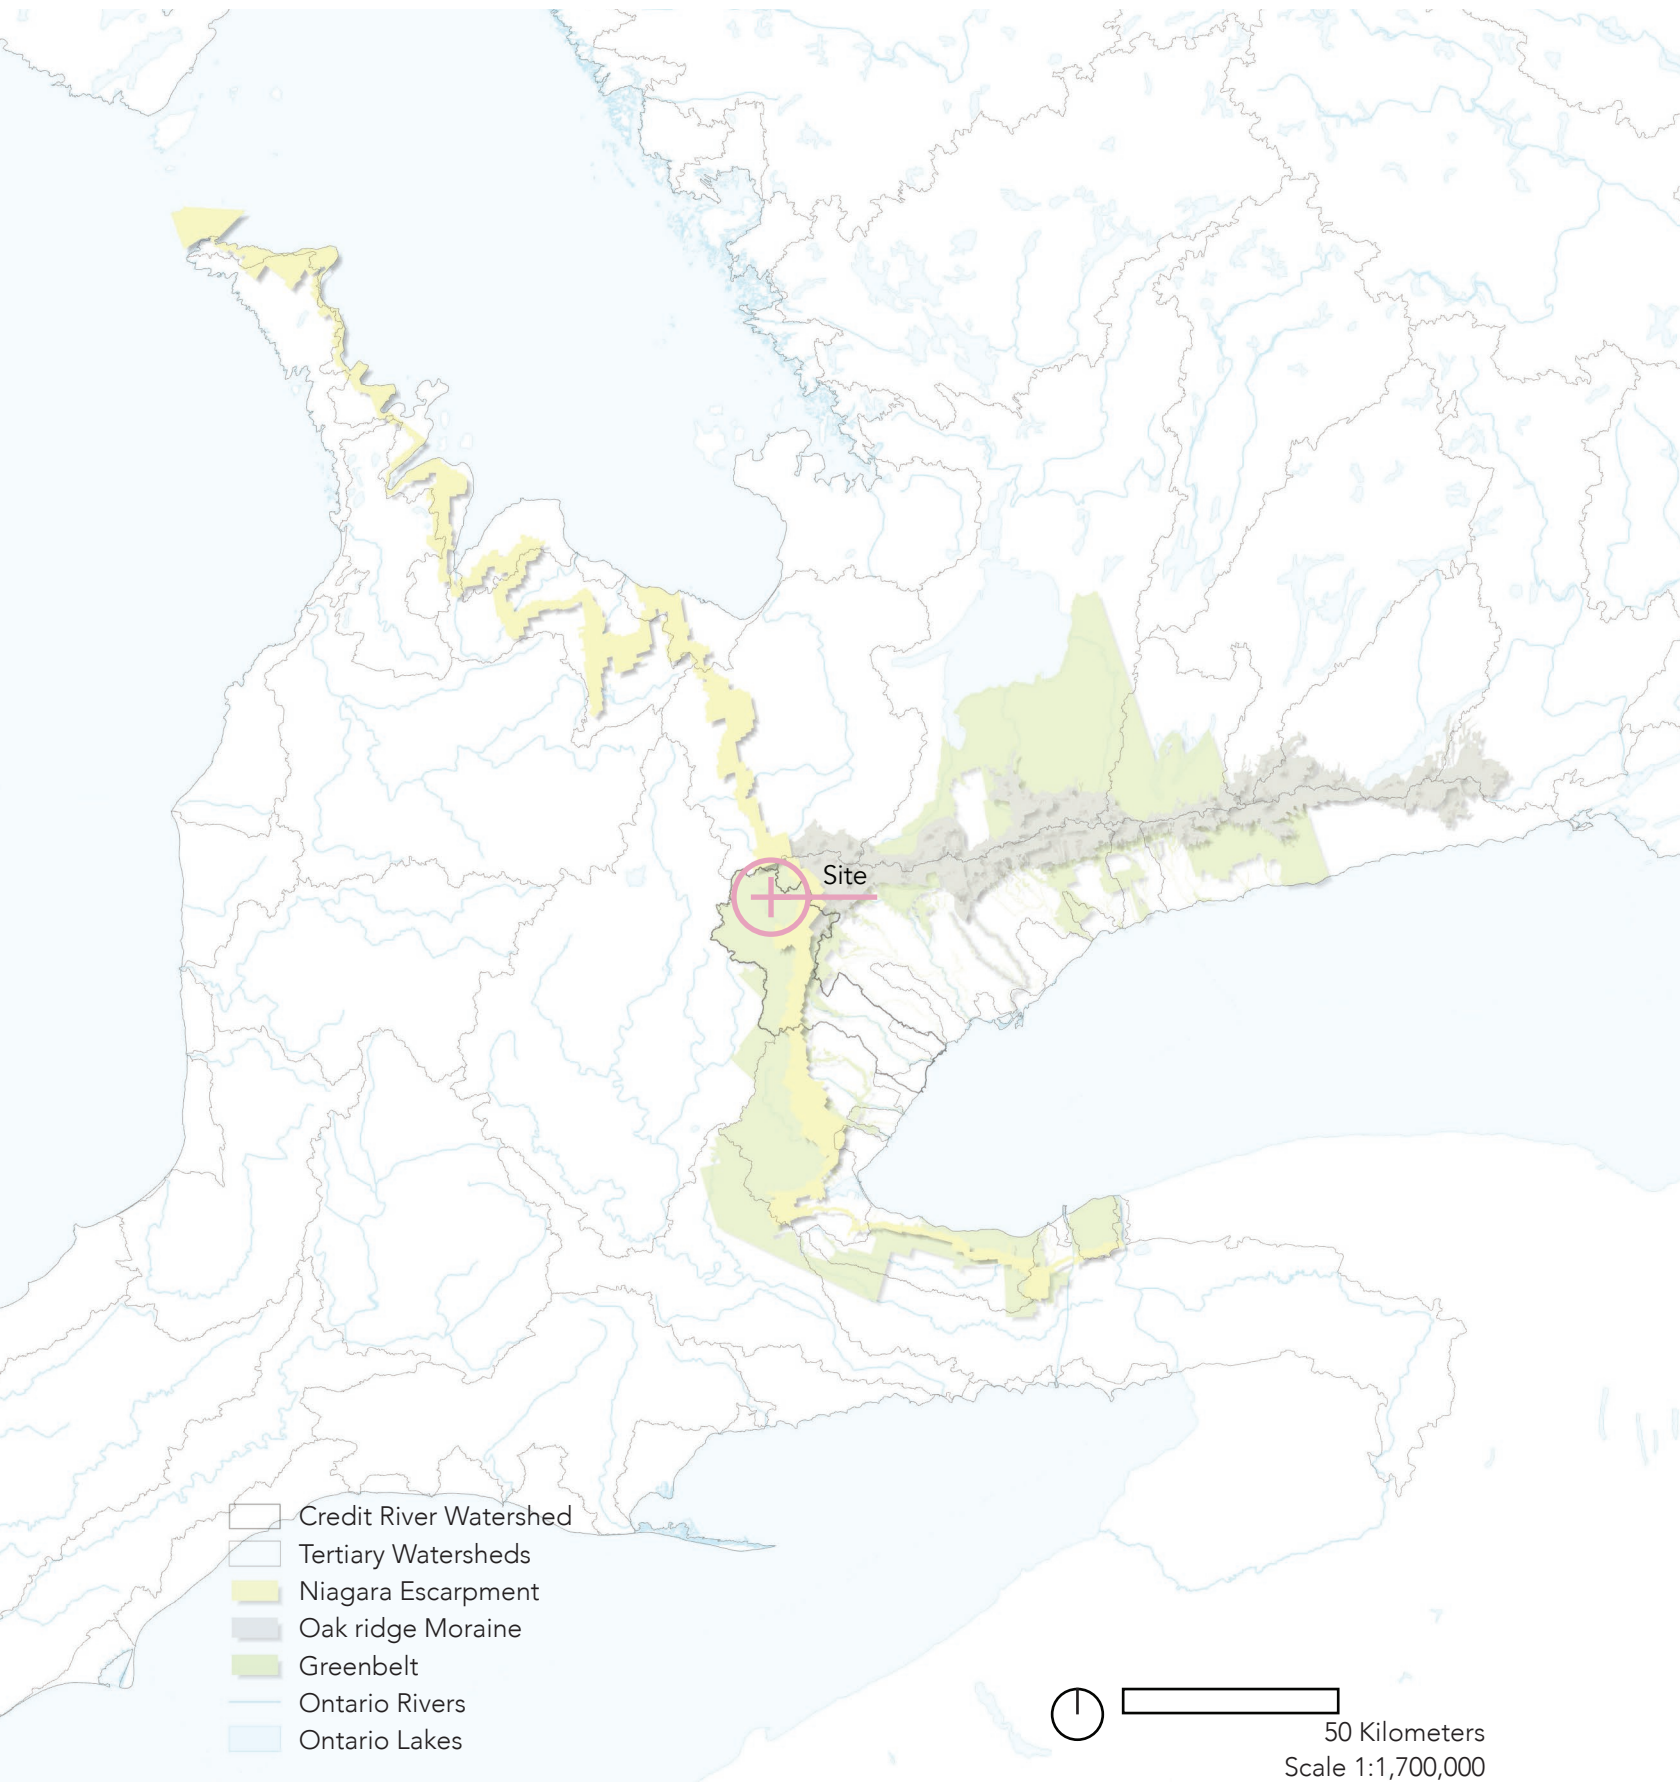 Site
Credit River Watershed
Tertiary Watersheds
Niagara Escarpment
Oak ridge Moraine
Greenbelt
Ontario Rivers
Ontario Lakes
50 Kilometers
Scale 1:1,700,000